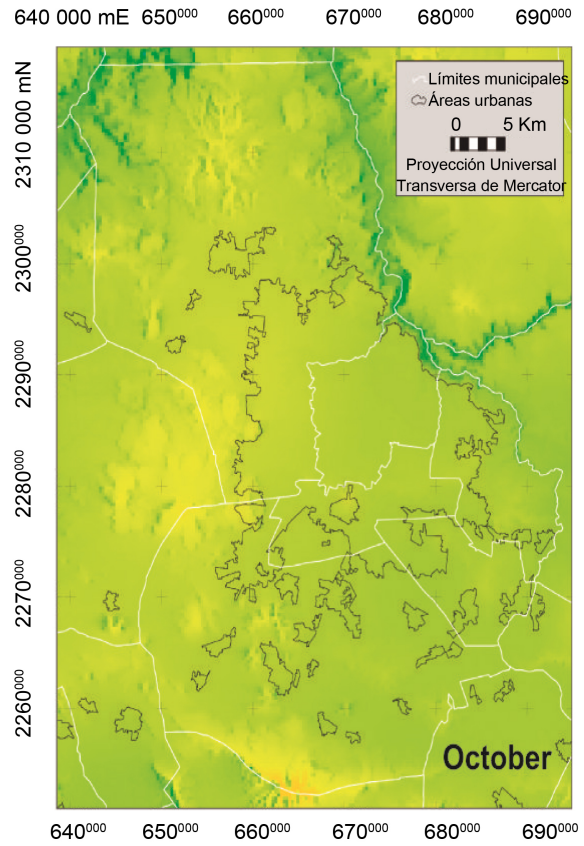 640 000 mE 650000 660000 670000 680000 690000
2310 000 mN
2300000
2290000
2280000
2270000
2260000
Límites municipales
Áreas urbanas
0 5 Km
Proyección Universal
Transversa de Mercator
October
640000 650000 660000 670000 680000 690000